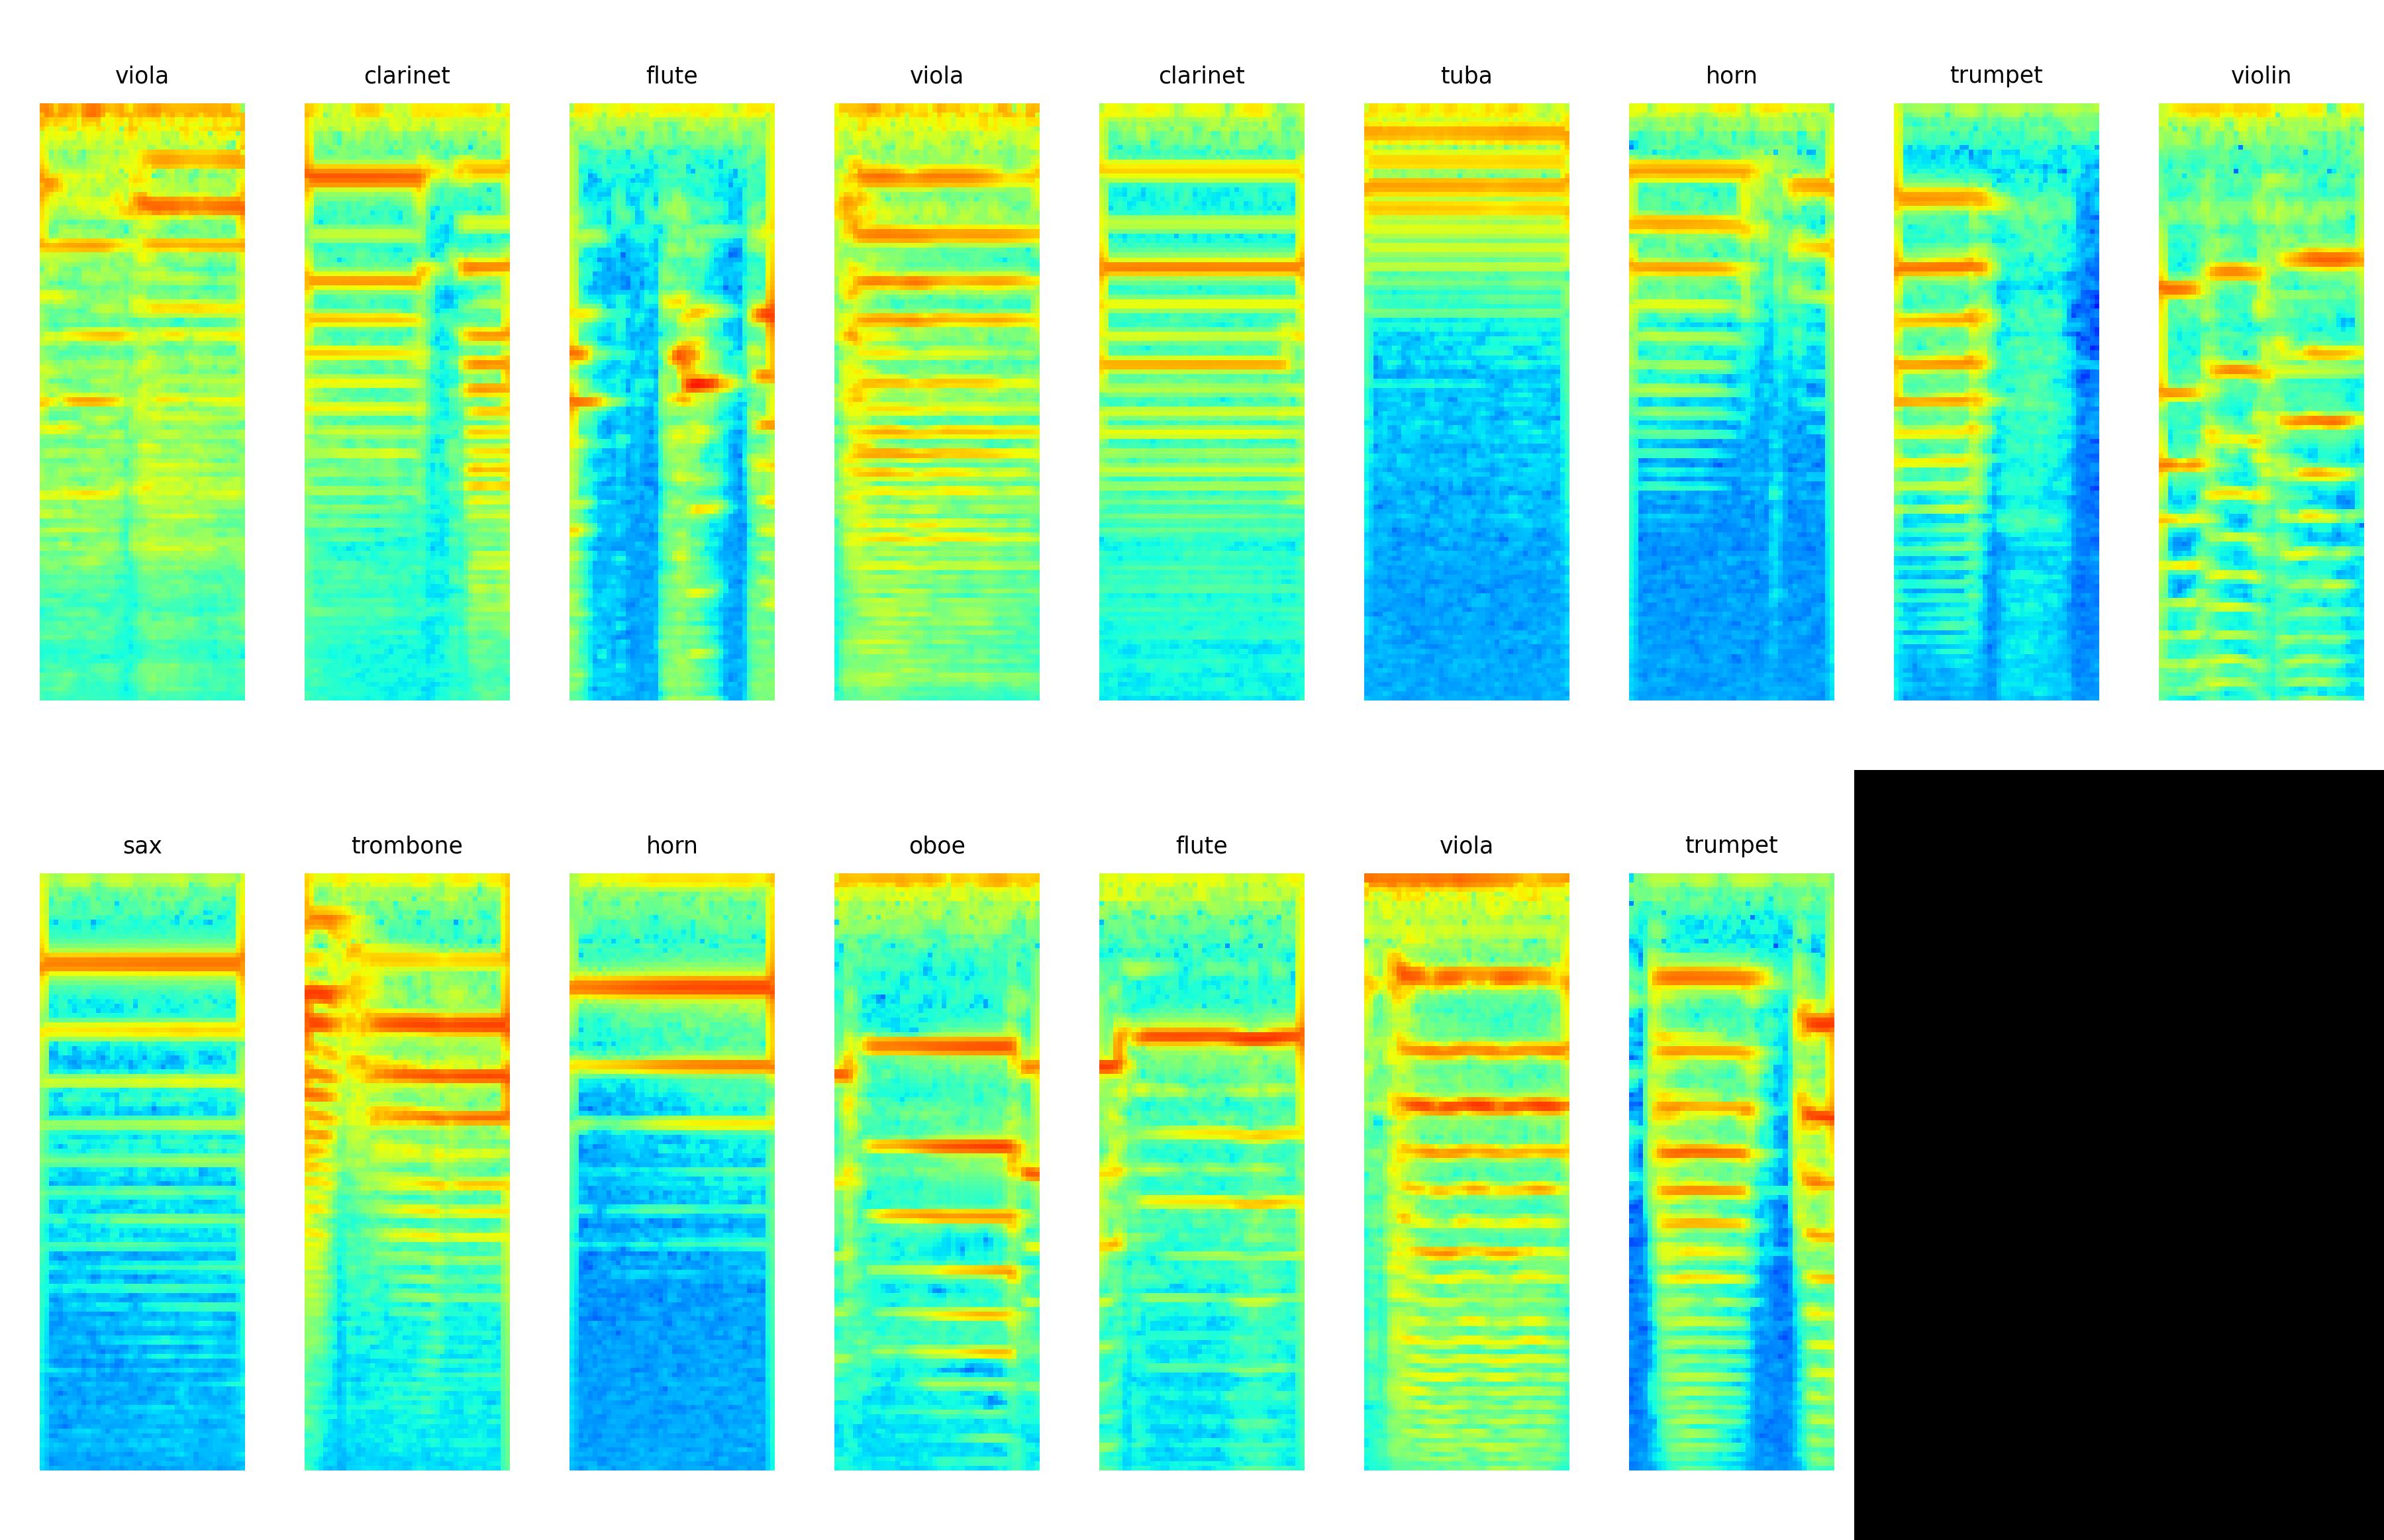 viola clarinet flute viola clarinet tuba horn trumpet violin
sax trombone horn oboe flute viola trumpet